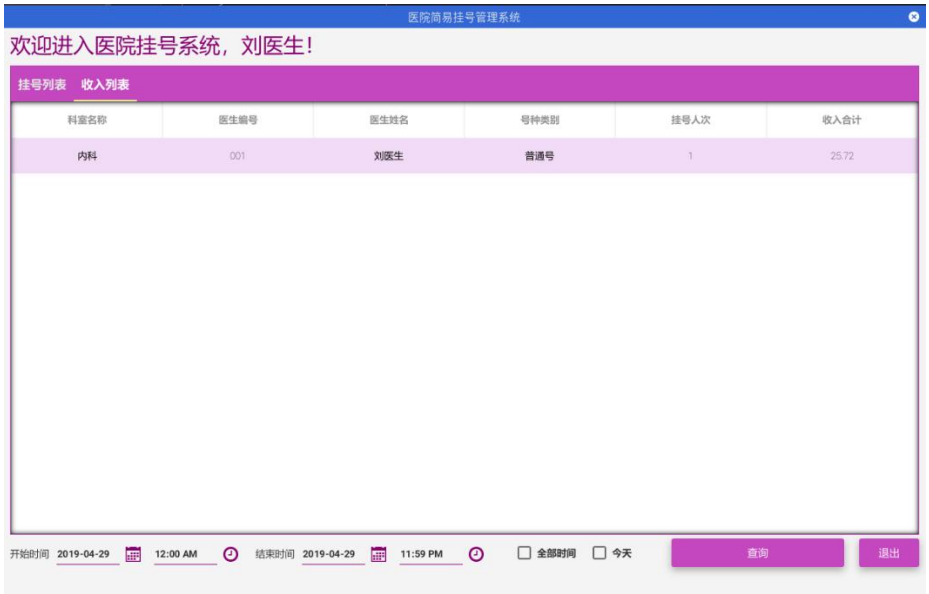 医院简易挂号管理系统
欢迎进入医院挂号系统，刘医生！
挂号列表 收入列表
科室名称 医生编号 医生姓名 号种类别 挂号人次 收入合计
内科 001 刘医生 普通号 1 25.72
开始时间 2019-04-29 12:00 AM 结束时间 2019-04-29 11:59 PM 全部时间 今天 查询 退出